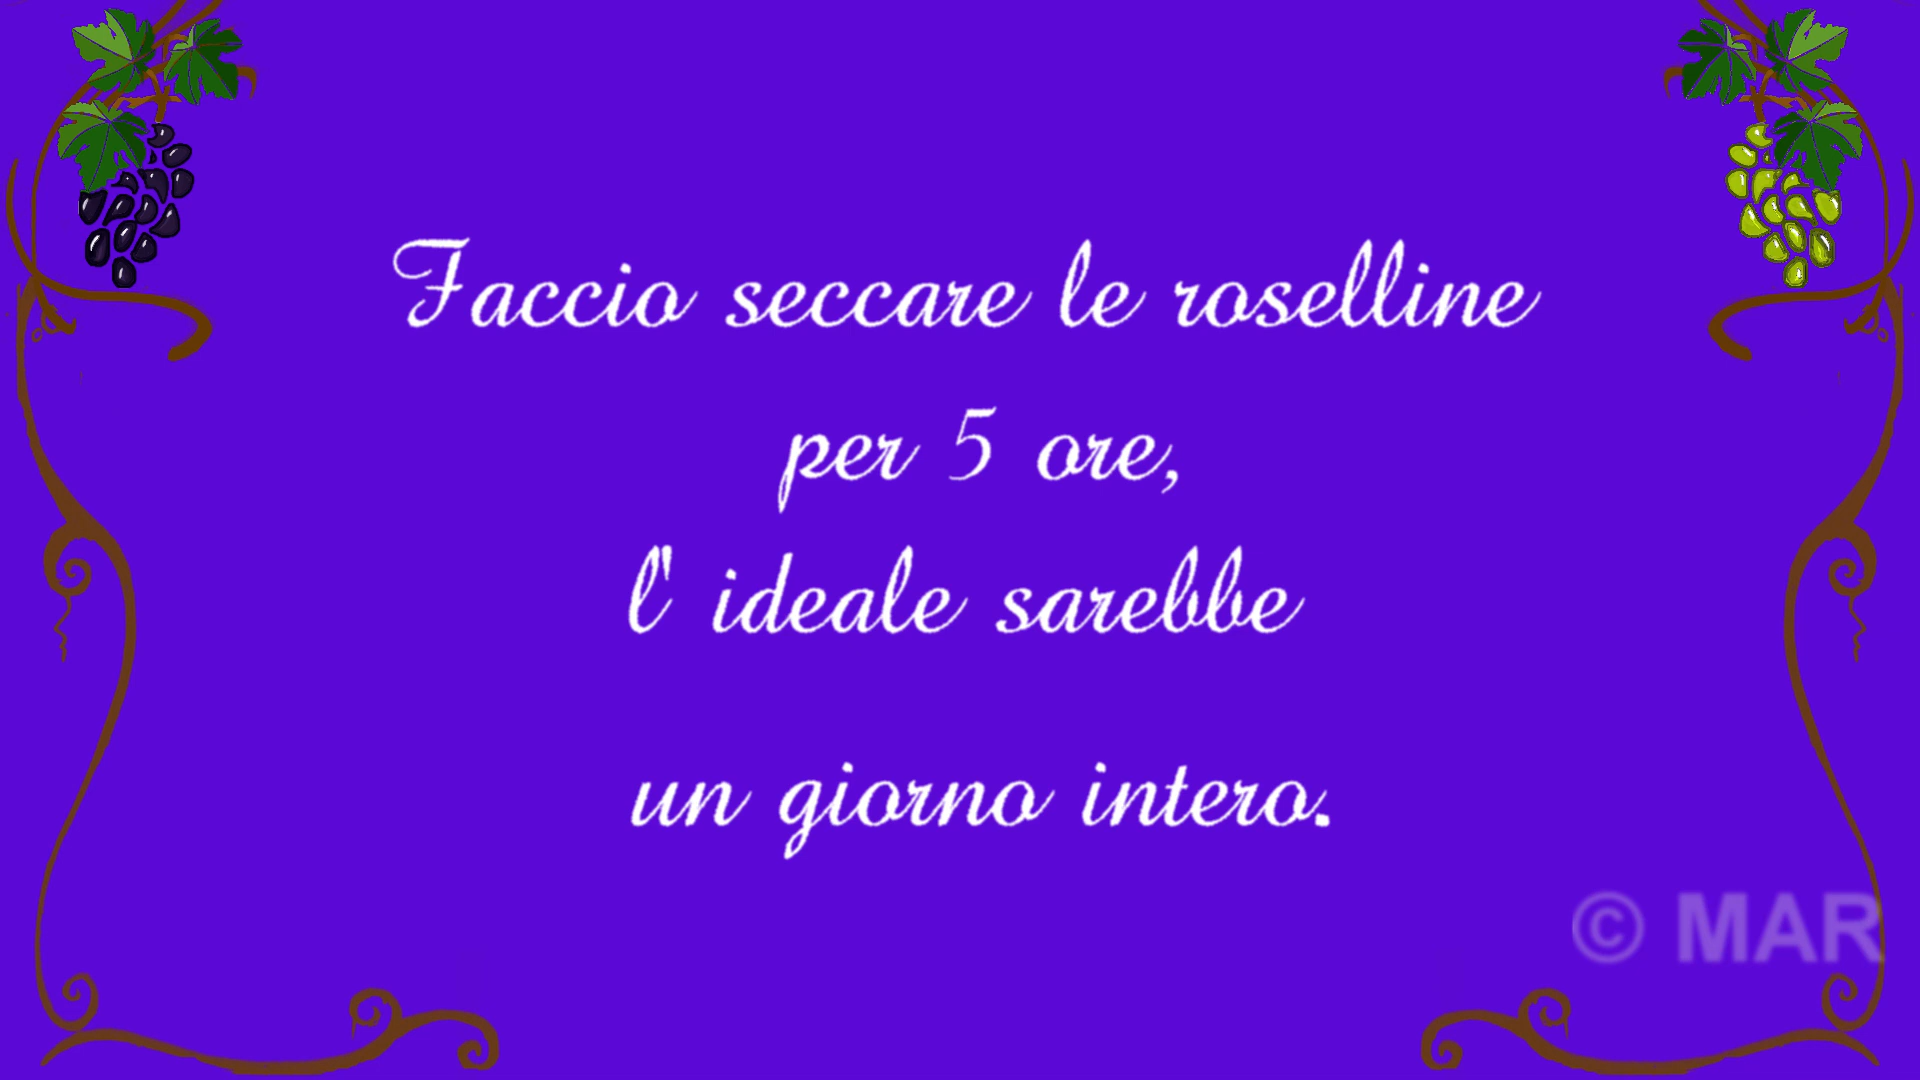 Faccio seccare le roselline
per 5 ore,
l' ideale sarebbe
un giorno intero.
© MAR